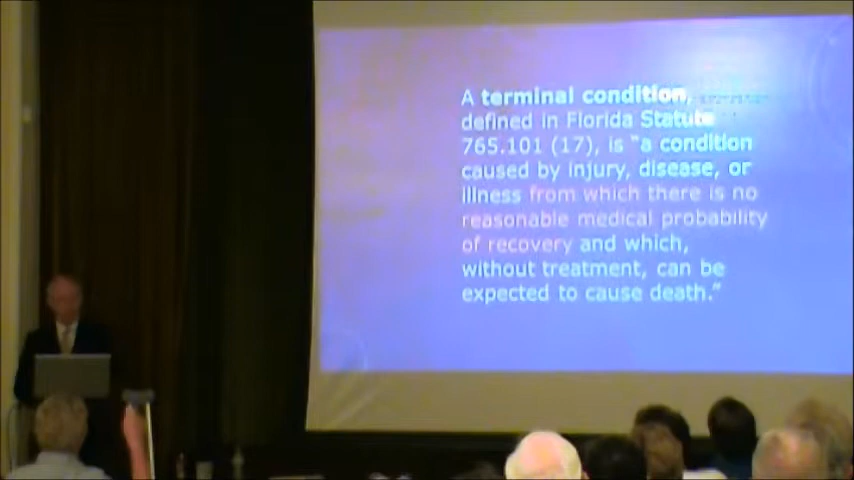 A terminal condition,
defined in Florida Statute
765.101 (17), is “a condition
caused by injury, disease, or
illness from which there is no
reasonable medical probability
of recovery and which,
without treatment, can be
expected to cause death.”